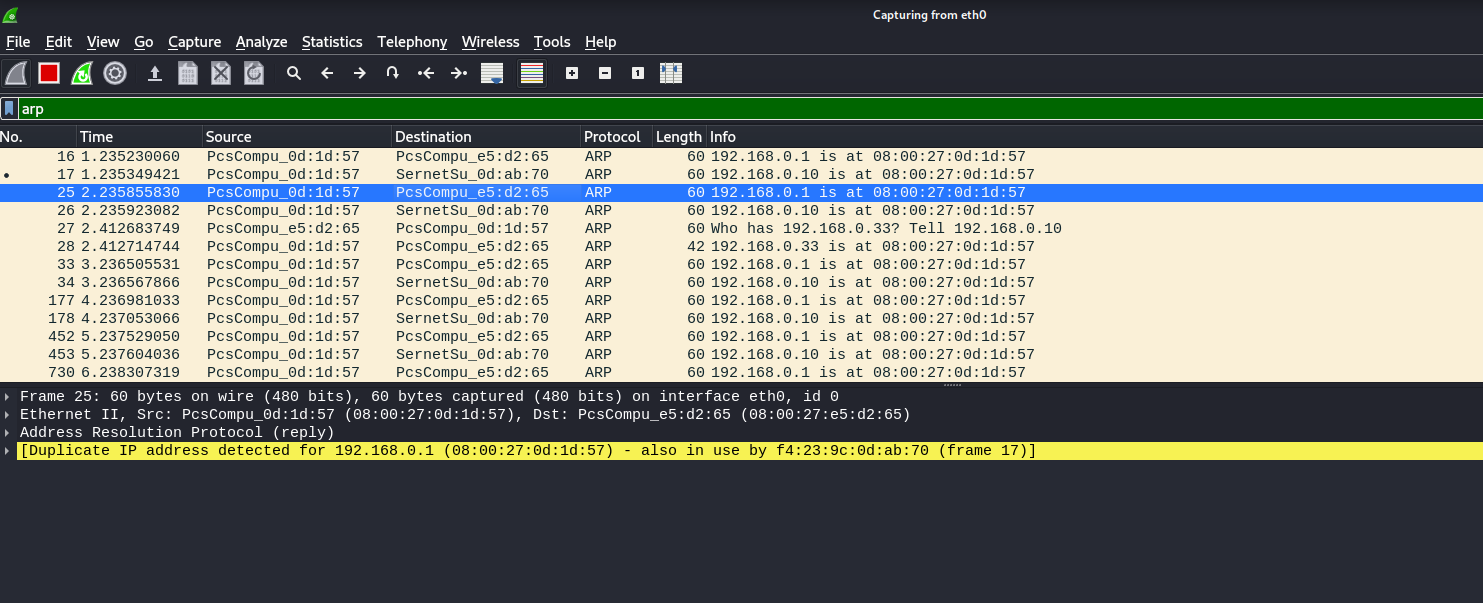 Capturing from eth0
File Edit View Go Capture Analyze Statistics Telephony Wireless Tools Help
arp
No. Time Source Destination Protocol Length Info
16 1.235230060 PcsCompu_0d:1d:57 PcsCompu_e5:d2:65 ARP 60 192.168.0.1 is at 08:00:27:0d:1d:57
17 1.235349421 PcsCompu_0d:1d:57 SernetSu_0d:ab:70 ARP 60 192.168.0.10 is at 08:00:27:0d:1d:57
25 2.235855830 PcsCompu_0d:1d:57 PcsCompu_e5:d2:65 ARP 60 192.168.0.1 is at 08:00:27:0d:1d:57
26 2.235923082 PcsCompu_0d:1d:57 SernetSu_0d:ab:70 ARP 60 192.168.0.10 is at 08:00:27:0d:1d:57
27 2.412683749 PcsCompu_e5:d2:65 PcsCompu_0d:1d:57 ARP 60 Who has 192.168.0.33? Tell 192.168.0.10
28 2.412714744 PcsCompu_0d:1d:57 PcsCompu_e5:d2:65 ARP 42 192.168.0.33 is at 08:00:27:0d:1d:57
33 3.236505531 PcsCompu_0d:1d:57 PcsCompu_e5:d2:65 ARP 60 192.168.0.1 is at 08:00:27:0d:1d:57
34 3.236567866 PcsCompu_0d:1d:57 SernetSu_0d:ab:70 ARP 60 192.168.0.10 is at 08:00:27:0d:1d:57
177 4.236981033 PcsCompu_0d:1d:57 PcsCompu_e5:d2:65 ARP 60 192.168.0.1 is at 08:00:27:0d:1d:57
178 4.237053066 PcsCompu_0d:1d:57 SernetSu_0d:ab:70 ARP 60 192.168.0.10 is at 08:00:27:0d:1d:57
452 5.237529050 PcsCompu_0d:1d:57 PcsCompu_e5:d2:65 ARP 60 192.168.0.1 is at 08:00:27:0d:1d:57
453 5.237604036 PcsCompu_0d:1d:57 SernetSu_0d:ab:70 ARP 60 192.168.0.10 is at 08:00:27:0d:1d:57
730 6.238307319 PcsCompu_0d:1d:57 PcsCompu_e5:d2:65 ARP 60 192.168.0.1 is at 08:00:27:0d:1d:57
Frame 25: 60 bytes on wire (480 bits), 60 bytes captured (480 bits) on interface eth0, id 0
Ethernet II, Src: PcsCompu_0d:1d:57 (08:00:27:0d:1d:57), Dst: PcsCompu_e5:d2:65 (08:00:27:e5:d2:65)
Address Resolution Protocol (reply)
[Duplicate IP address detected for 192.168.0.1 (08:00:27:0d:1d:57) - also in use by f4:23:9c:0d:ab:70 (frame 17)]